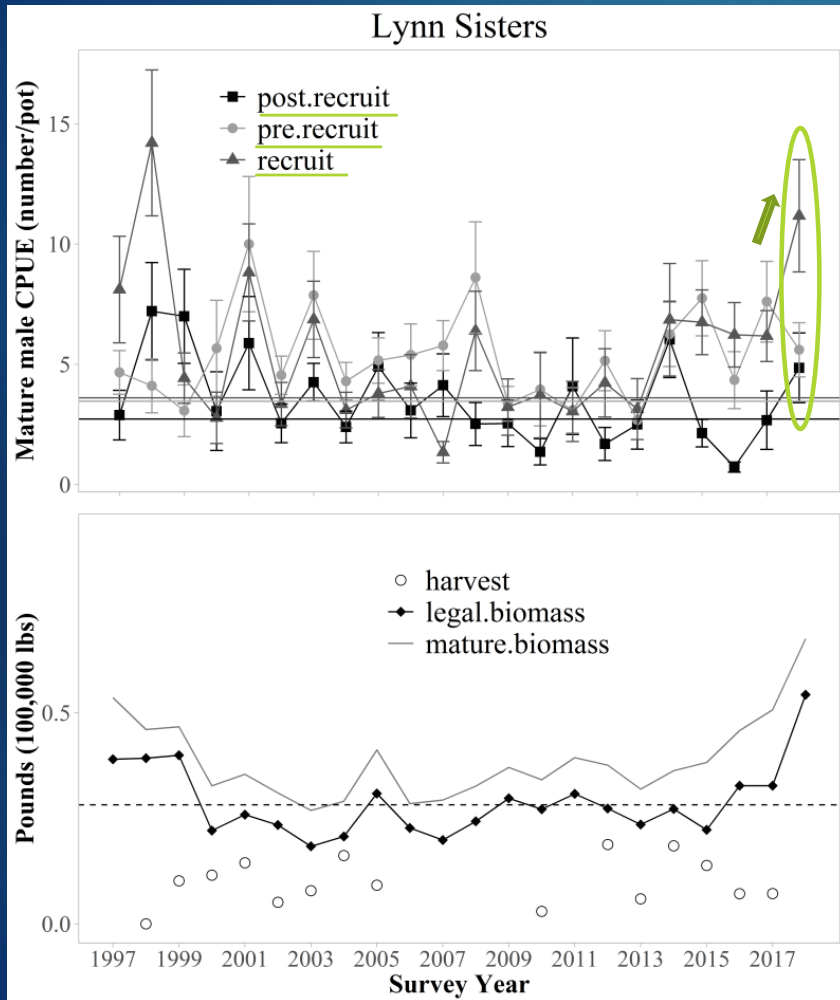 Lynn Sisters
Mature male CPUE (number/pot)
15
10
5
0
post.recruit
pre.recruit
recruit
Pounds (100,000 lbs)
0.5
0.0
harvest
legal.biomass
mature.biomass
1997 1999 2001 2003 2005 2007 2009 2011 2013 2015 2017
Survey Year